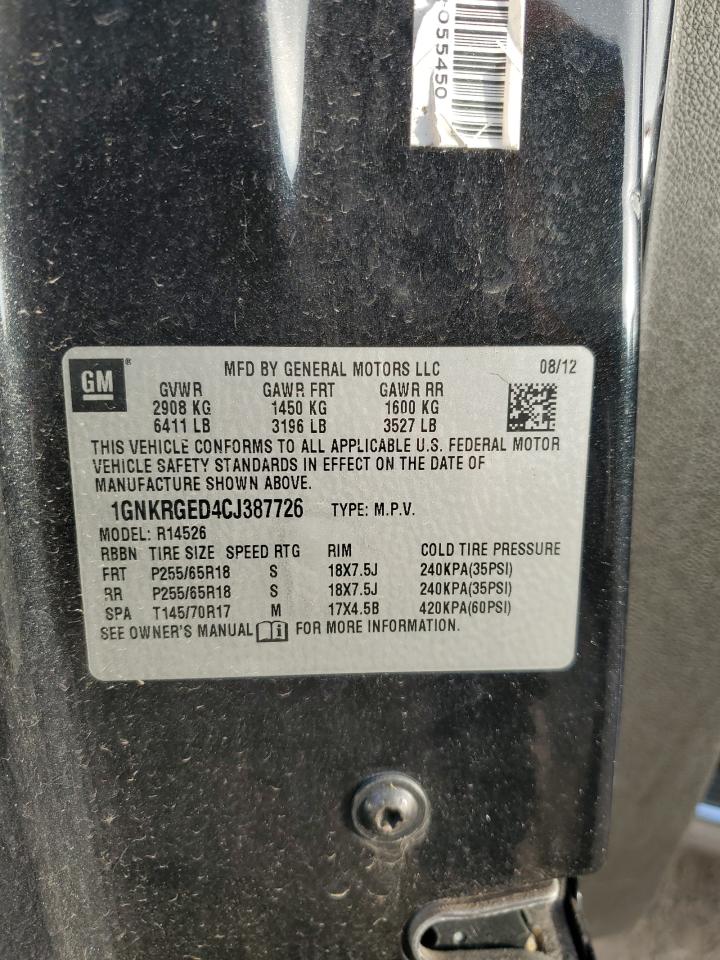 055450
GM
MFD BY GENERAL MOTORS LLC 08/12
GVWR GAWR FRT GAWR RR
2908 KG 1450 KG 1600 KG
6411 LB 3196 LB 3527 LB
THIS VEHICLE CONFORMS TO ALL APPLICABLE U.S. FEDERAL MOTOR
VEHICLE SAFETY STANDARDS IN EFFECT ON THE DATE OF
MANUFACTURE SHOWN ABOVE.
1GNKRGED4CJ387726 TYPE: M.P.V.
MODEL: R14526
RBBN TIRE SIZE SPEED RTG RIM COLD TIRE PRESSURE
FRT P255/65R18 S 18X7.5J 240KPA(35PSI)
RR P255/65R18 S 18X7.5J 240KPA(35PSI)
SPA T145/70R17 M 17X4.5B 420KPA(60PSI)
SEE OWNER'S MANUAL FOR MORE INFORMATION.